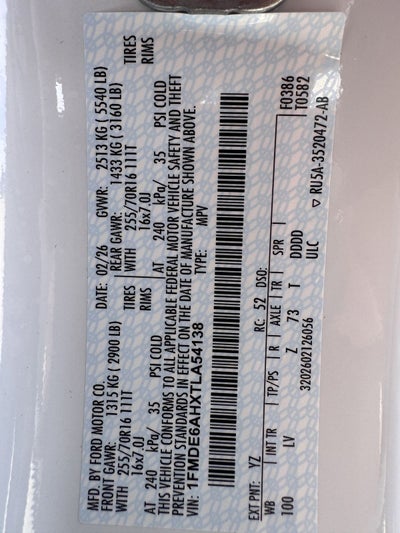 MFD. BY FORD MOTOR CO.
DATE: 02/26 GVWR: 2513 KG ( 5540 LB)
FRONT GAWR: 1315 KG ( 2900 LB) REAR GAWR: 1433 KG ( 3160 LB)
WITH 255/70R16 111T TIRES WITH 255/70R16 111T TIRES
16x7.0J RIMS 16x7.0J RIMS
AT 240 kPa/ 35 PSI COLD AT 240 kPa/ 35 PSI COLD
THIS VEHICLE CONFORMS TO ALL APPLICABLE FEDERAL MOTOR VEHICLE SAFETY AND THEFT
PREVENTION STANDARDS IN EFFECT ON THE DATE OF MANUFACTURE SHOWN ABOVE.
VIN: 1FMDE6AHXTLA54138 TYPE: MPV
F0386
T0582
EXT PNT: YZ RC: 52 DSO:
WB INT TR TP/PS R AXLE TR SPR
100 LV Z 73 T DDDD
ULC
3202602126056 ▽ RU5A-3520472-AB